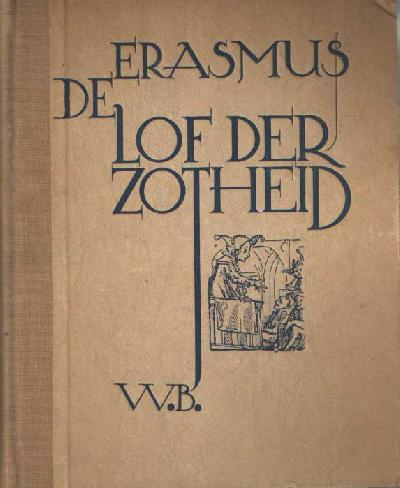 ERASMUS
DE
LOF DER
ZOTHEID
W.B.